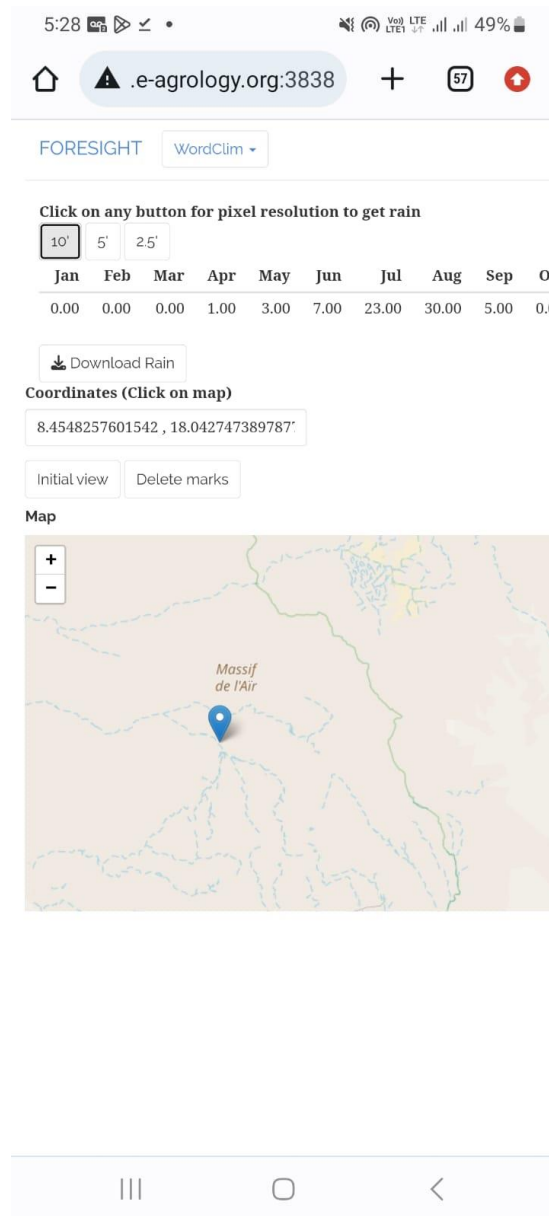 5:28 49%
Vo)) LTE1 LTE
.e-agrology.org:3838 57
FORESIGHT WordClim
Click on any button for pixel resolution to get rain
10' 5' 2.5'
Jan Feb Mar Apr May Jun Jul Aug Sep
0.00 0.00 0.00 1.00 3.00 7.00 23.00 30.00 5.00
Download Rain
Coordinates (Click on map)
8.4548257601542 , 18.042747389787
Initial view Delete marks
Map
+
−
Massif
de l'Aïr